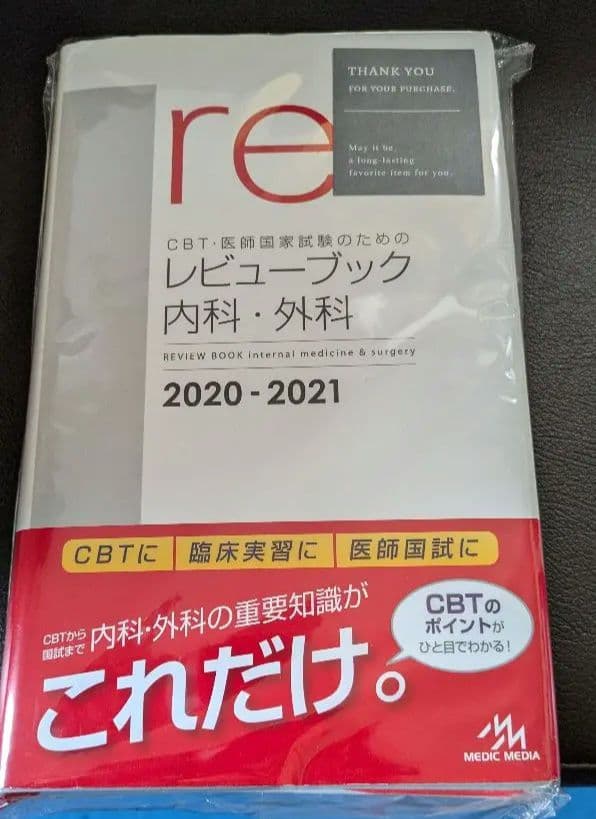 ré
THANK YOU
FOR YOUR PURCHASE.
May it be
a long-lasting
favorite item for you.
CBT・医師国家試験のための
レビューブック
内科・外科
REVIEW BOOK internal medicine & surgery
2020-2021
CBTに 臨床実習に 医師国試に
CBTから
国試まで
内科・外科の重要知識が
これだけ。
CBTの
ポイントが
ひと目でわかる!
MEDIC MEDIA